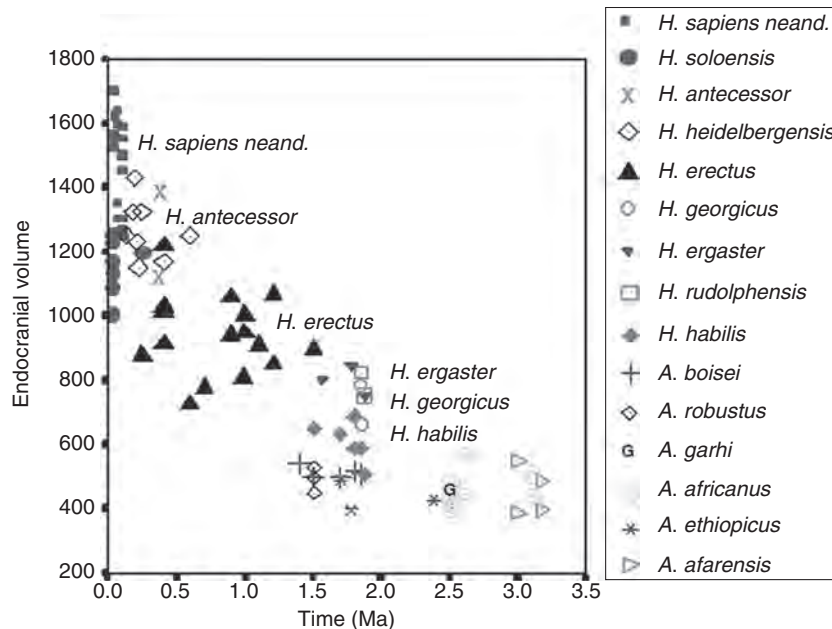 1800
1600
1400
1200
1000
800
600
400
200
Endocranial volume
0.0 0.5 1.0 1.5 2.0 2.5 3.0 3.5
Time (Ma)
H. sapiens neand.
H. antecessor
H. erectus
H. ergaster
H. georgicus
H. habilis
G
H. sapiens neand.
H. soloensis
H. antecessor
H. heidelbergensis
H. erectus
H. georgicus
H. ergaster
H. rudolphensis
H. habilis
A. boisei
A. robustus
G A. garhi
A. africanus
A. ethiopicus
A. afarensis